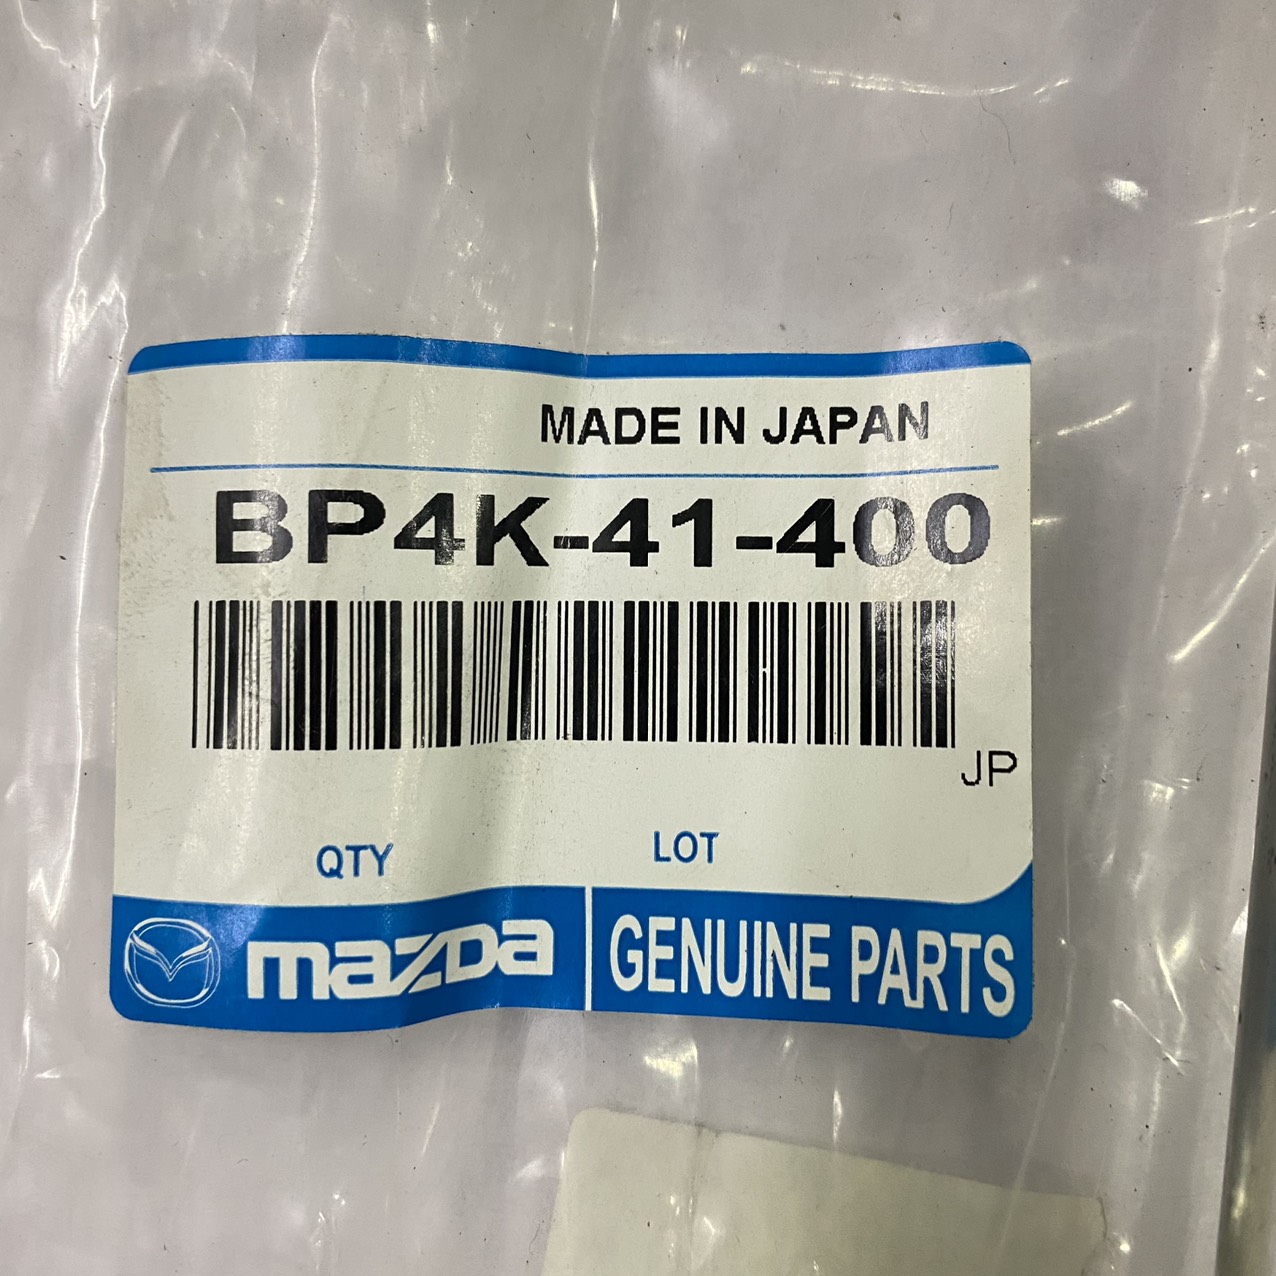 MADE IN JAPAN
BP4K-41-400
JP
QTY LOT
mazda GENUINE PARTS